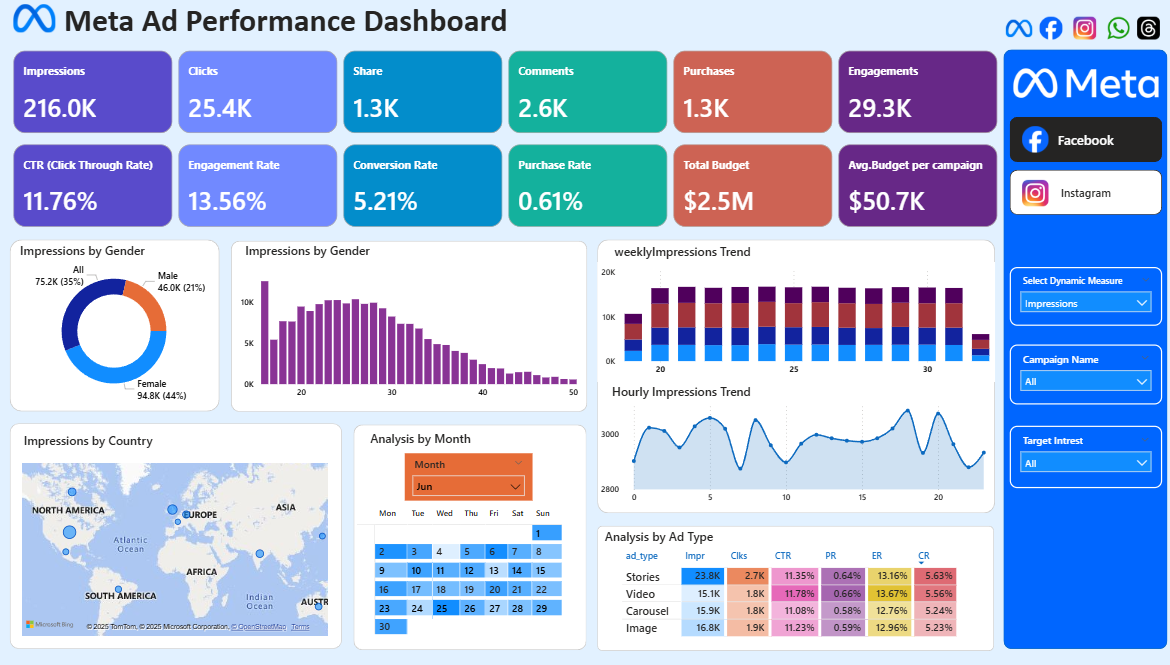 Meta Ad Performance Dashboard
Impressions
216.0K
Clicks
25.4K
Share
1.3K
Comments
2.6K
Purchases
1.3K
Engagements
29.3K
CTR (Click Through Rate)
11.76%
Engagement Rate
13.56%
Conversion Rate
5.21%
Purchase Rate
0.61%
Total Budget
$2.5M
Avg.Budget per campaign
$50.7K
Meta
Facebook
Instagram
Select Dynamic Measure
Impressions
Campaign Name
All
Target Intrest
All
Impressions by Gender
All
75.2K (35%)
Male
46.0K (21%)
Female
94.8K (44%)
Impressions by Gender
10K
5K
0K
20 30 40 50
weeklyImpressions Trend
20K
10K
0K
20 25 30
Hourly Impressions Trend
3000
2800
0 5 10 15 20
Impressions by Country
NORTH AMERICA
EUROPE
ASIA
Atlantic
Ocean
AFRICA
SOUTH AMERICA
Indian
Ocean
AUSTR
Microsoft Bing
© 2025 TomTom, © 2025 Microsoft Corporation, © OpenStreetMap Terms
Analysis by Month
Month
Jun
Mon Tue Wed Thu Fri Sat Sun
1
2 3 4 5 6 7 8
9 10 11 12 13 14 15
16 17 18 19 20 21 22
23 24 25 26 27 28 29
30
Analysis by Ad Type
ad_type Impr Clks CTR PR ER CR
Stories 23.8K 2.7K 11.35% 0.64% 13.16% 5.63%
Video 15.1K 1.8K 11.78% 0.66% 13.67% 5.56%
Carousel 15.9K 1.8K 11.08% 0.58% 12.76% 5.24%
Image 16.8K 1.9K 11.23% 0.59% 12.96% 5.23%